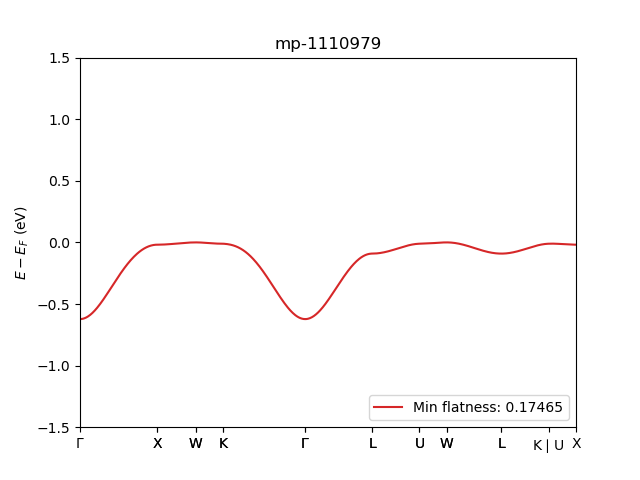 mp-1110979
1.5
1.0
0.5
0.0
−0.5
−1.0
−1.5
E − E_F (eV)
Min flatness: 0.17465
Γ X W K Γ L U W L K | U X